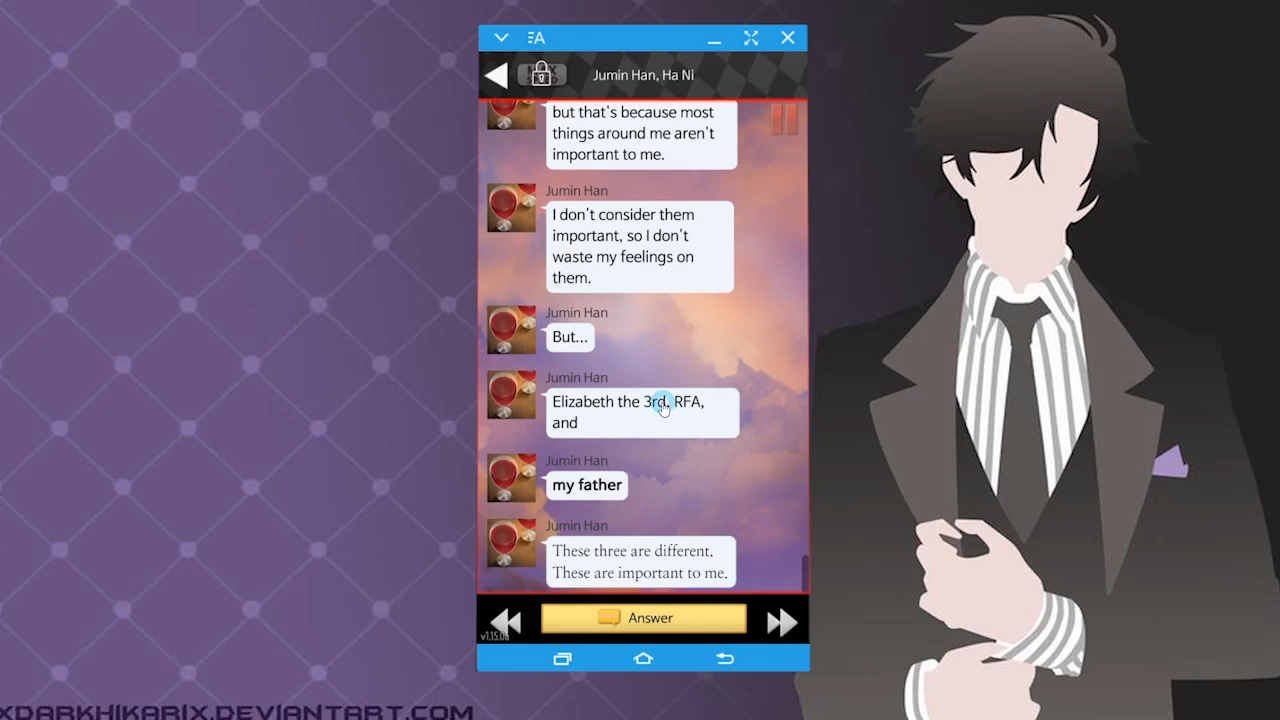 Jumin Han, Ha Ni
but that's because most
things around me aren't
important to me.
Jumin Han
I don't consider them
important, so I don't
waste my feelings on
them.
Jumin Han
But...
Jumin Han
Elizabeth the 3rd, RFA,
and
Jumin Han
my father
Jumin Han
These three are different.
These are important to me.
Answer
XDARKHIKARIX.DEVIANTART.COM